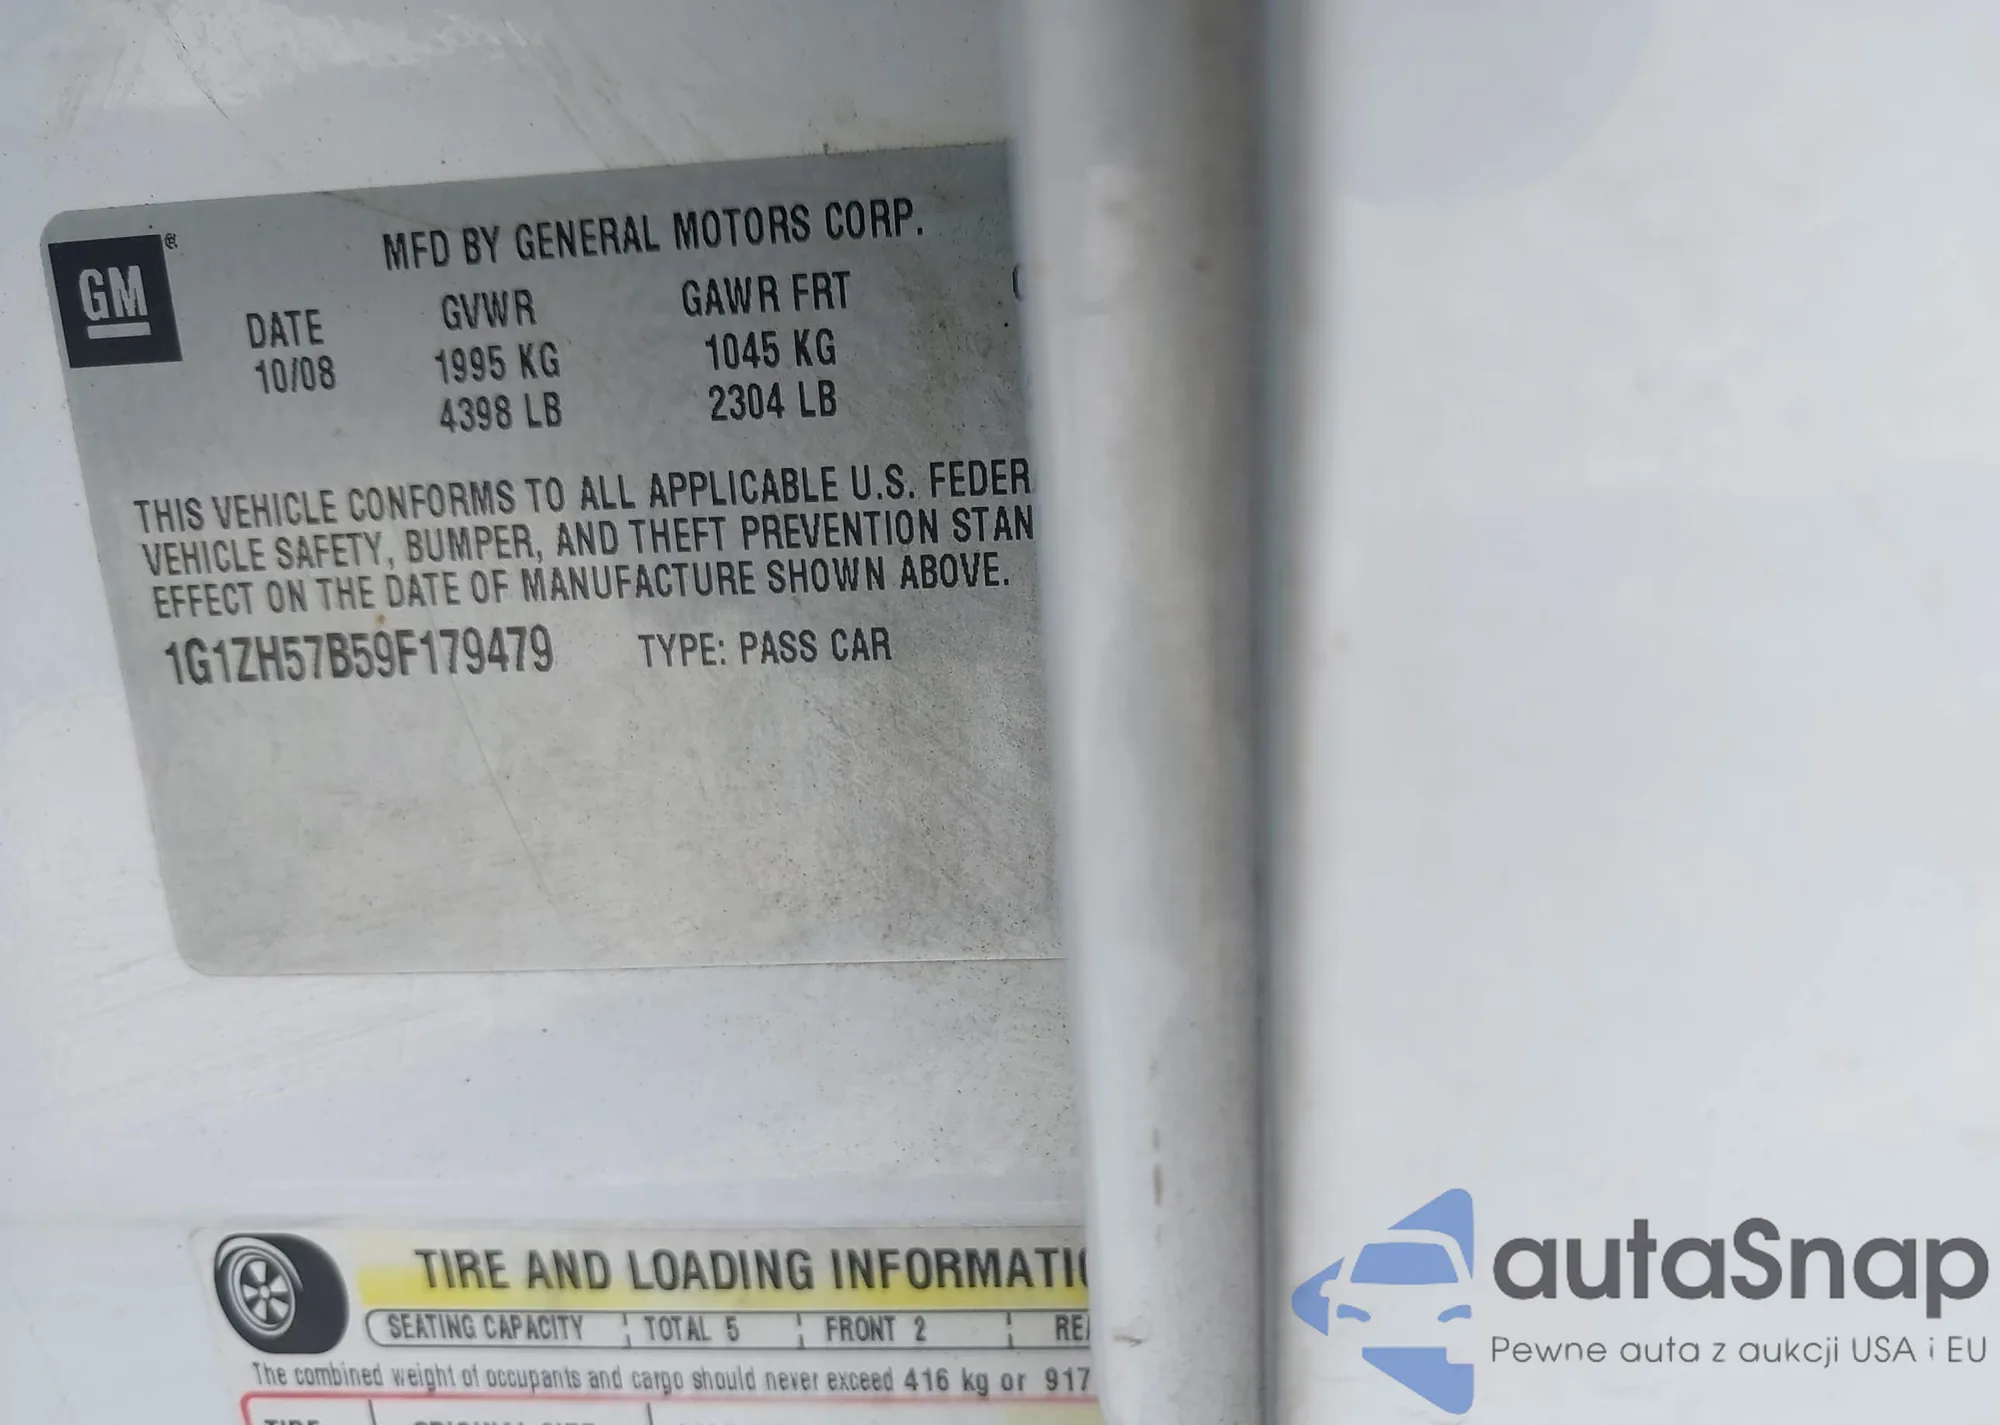 GM
®
MFD BY GENERAL MOTORS CORP.
DATE GVWR GAWR FRT
10/08 1995 KG 1045 KG
4398 LB 2304 LB
THIS VEHICLE CONFORMS TO ALL APPLICABLE U.S. FEDER
VEHICLE SAFETY, BUMPER, AND THEFT PREVENTION STAN
EFFECT ON THE DATE OF MANUFACTURE SHOWN ABOVE.
1G1ZH57B59F179479 TYPE: PASS CAR
TIRE AND LOADING INFORMATI
SEATING CAPACITY TOTAL 5 FRONT 2 REA
The combined weight of occupants and cargo should never exceed 416 kg or 917
TIRE ORIGINAL SIZE
autaSnap
Pewne auta z aukcji USA i EU